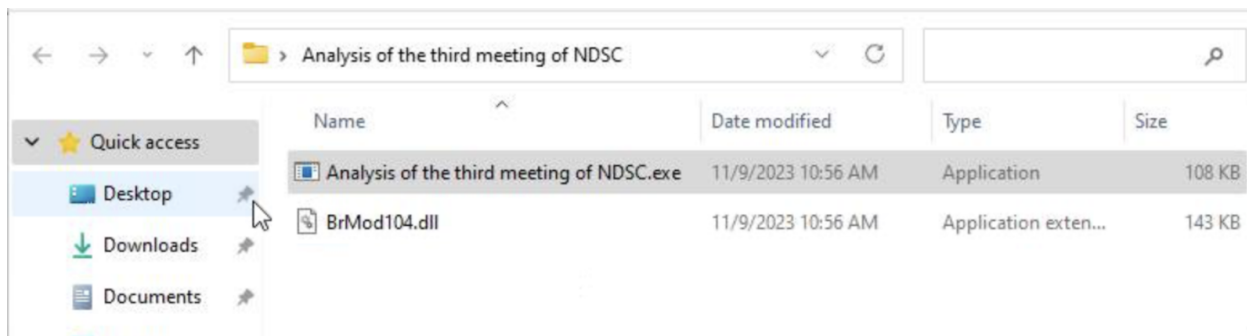 Analysis of the third meeting of NDSC
Name Date modified Type Size
Quick access
Analysis of the third meeting of NDSC.exe 11/9/2023 10:56 AM Application 108 KB
Desktop
BrMod104.dll 11/9/2023 10:56 AM Application exten... 143 KB
Downloads
Documents